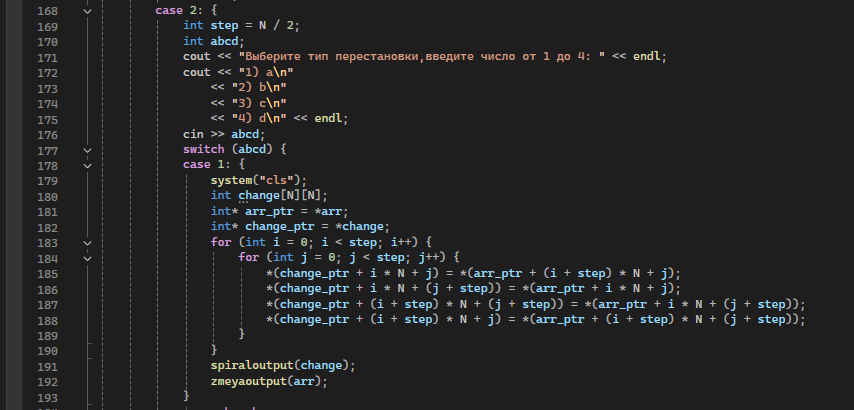 168 case 2: {
169 int step = N / 2;
170 int abcd;
171 cout << "Выберите тип перестановки,введите число от 1 до 4: " << endl;
172 cout << "1) a\n"
173 << "2) b\n"
174 << "3) c\n"
175 << "4) d\n" << endl;
176 cin >> abcd;
177 switch (abcd) {
178 case 1: {
179 system("cls");
180 int change[N][N];
181 int* arr_ptr = *arr;
182 int* change_ptr = *change;
183 for (int i = 0; i < step; i++) {
184 for (int j = 0; j < step; j++) {
185 *(change_ptr + i * N + j) = *(arr_ptr + (i + step) * N + j);
186 *(change_ptr + i * N + (j + step)) = *(arr_ptr + i * N + j);
187 *(change_ptr + (i + step) * N + (j + step)) = *(arr_ptr + i * N + (j + step));
188 *(change_ptr + (i + step) * N + j) = *(arr_ptr + (i + step) * N + (j + step));
189 }
190 }
191 spiraloutput(change);
192 zmeyaoutput(arr);
193 }